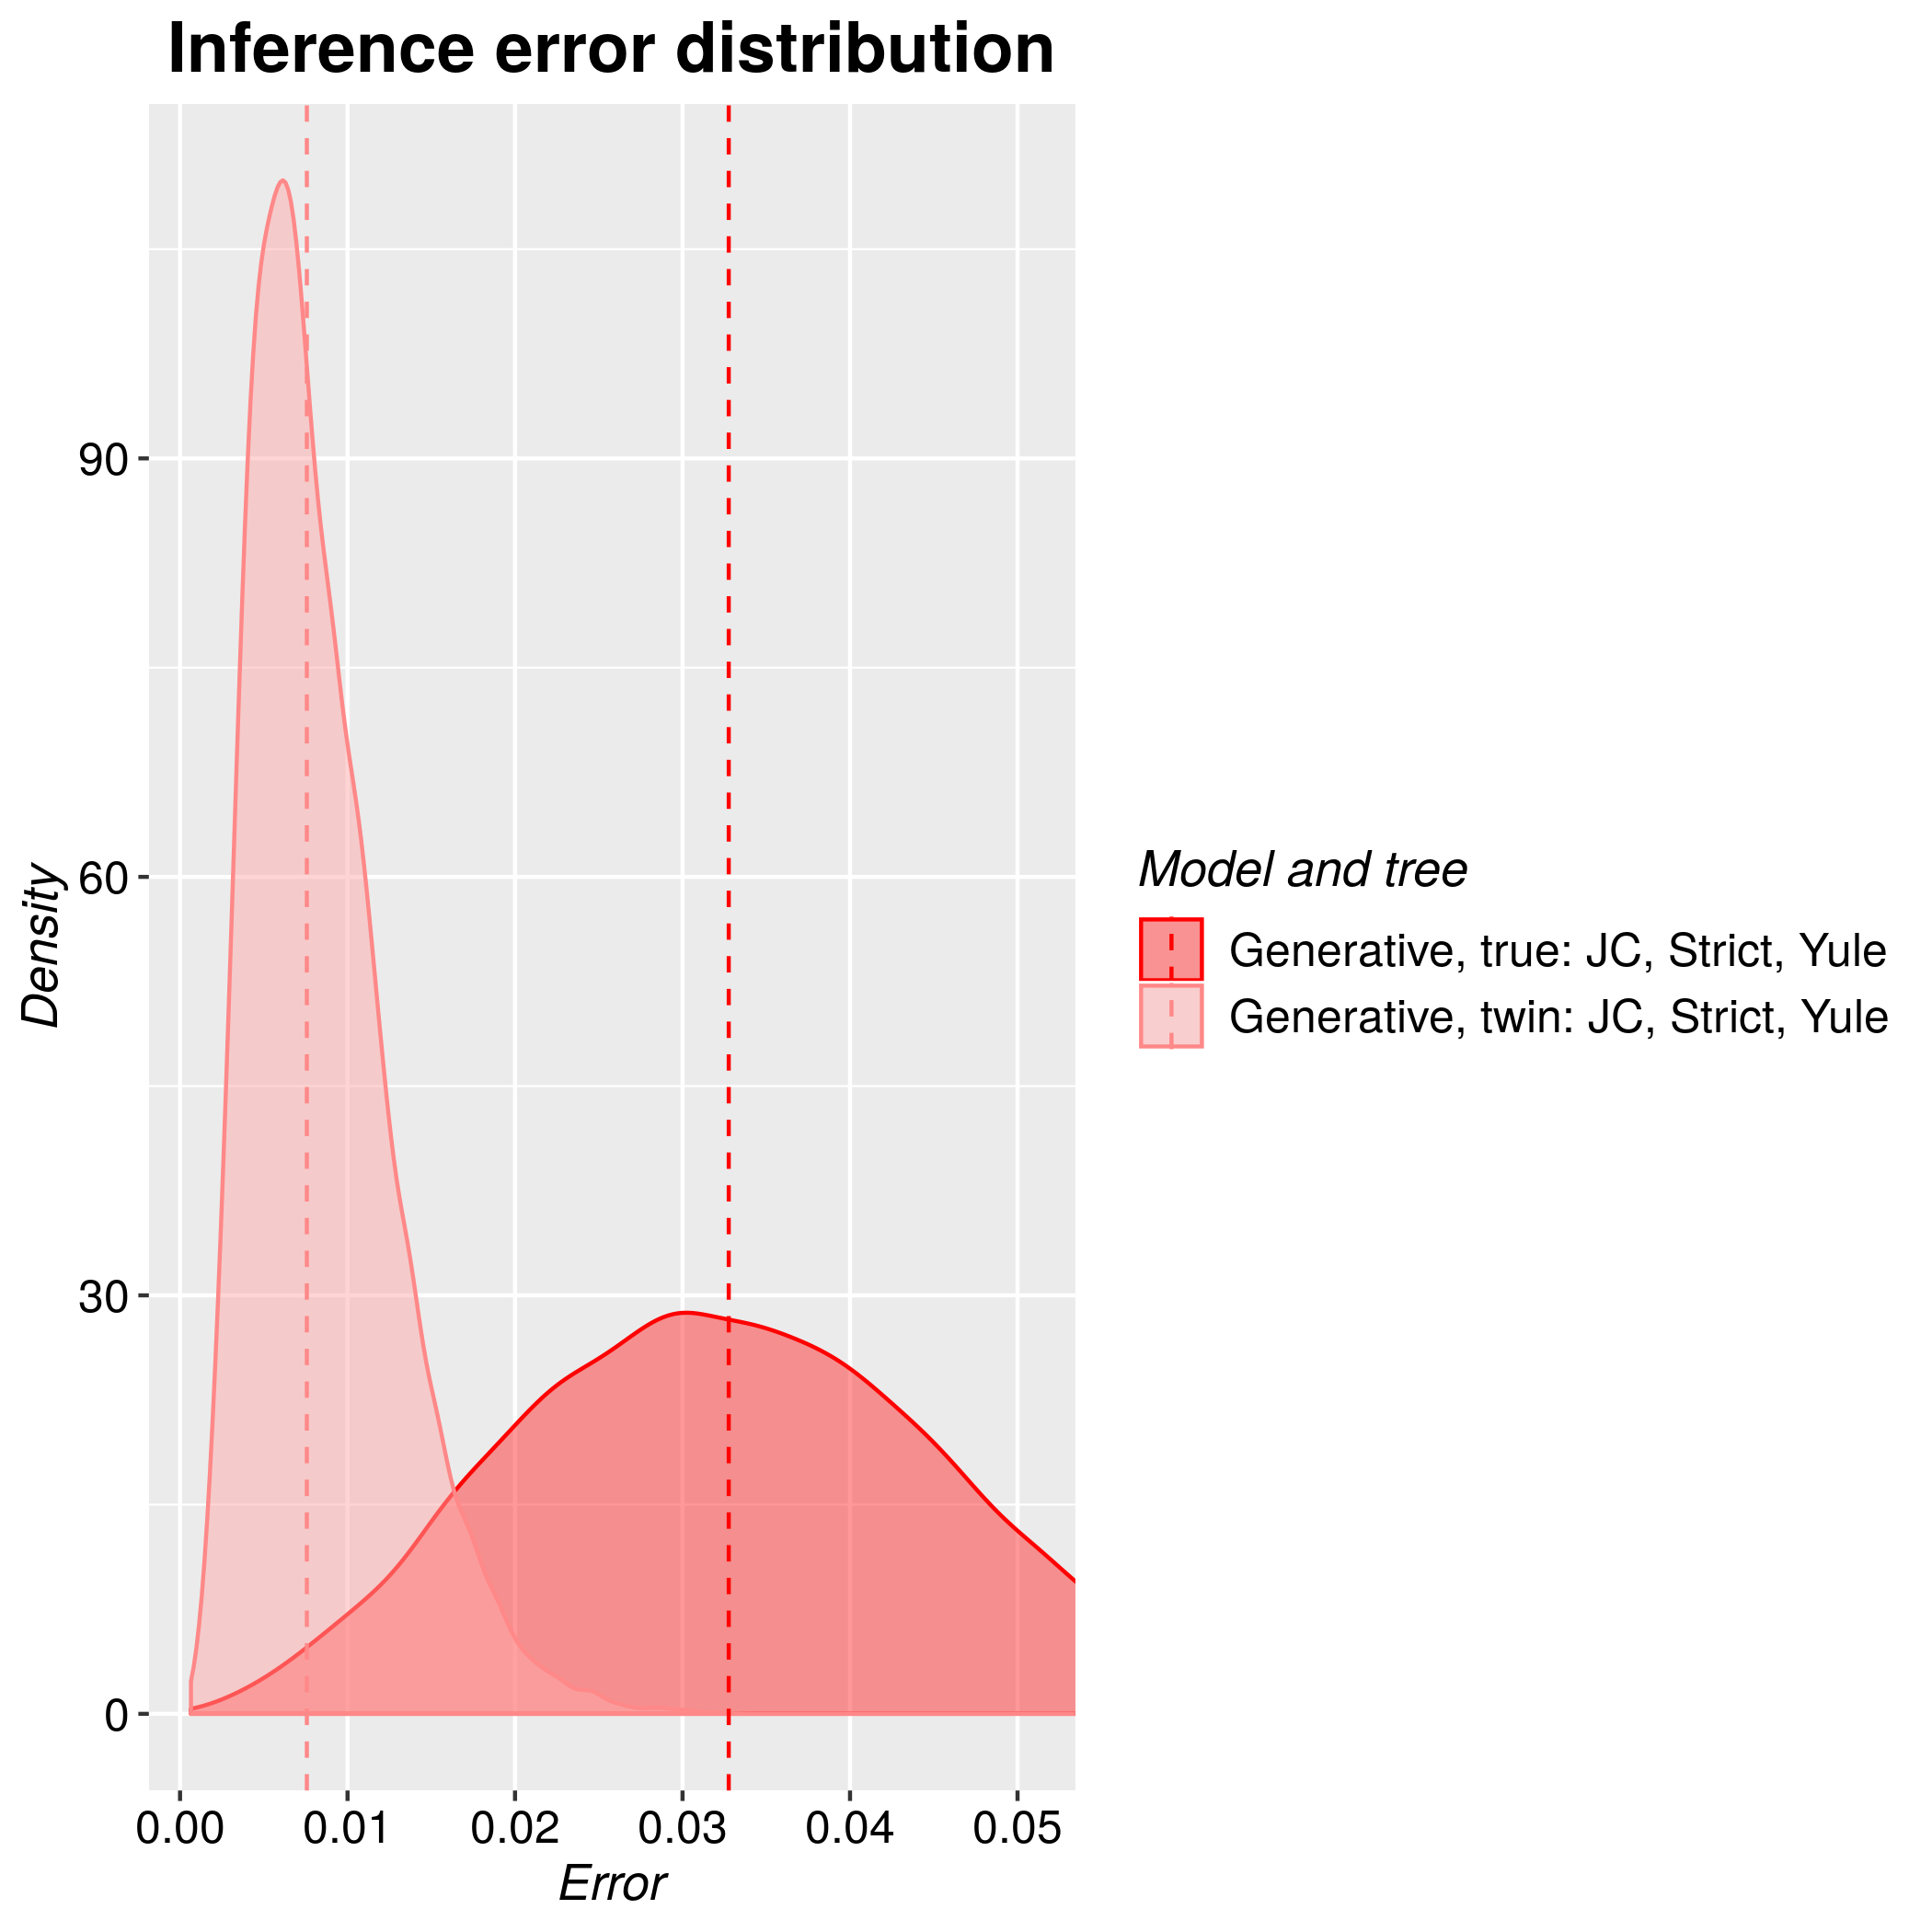 Inference error distribution
Density
90
60
30
0
0.00 0.01 0.02 0.03 0.04 0.05
Error
Model and tree
Generative, true: JC, Strict, Yule
Generative, twin: JC, Strict, Yule